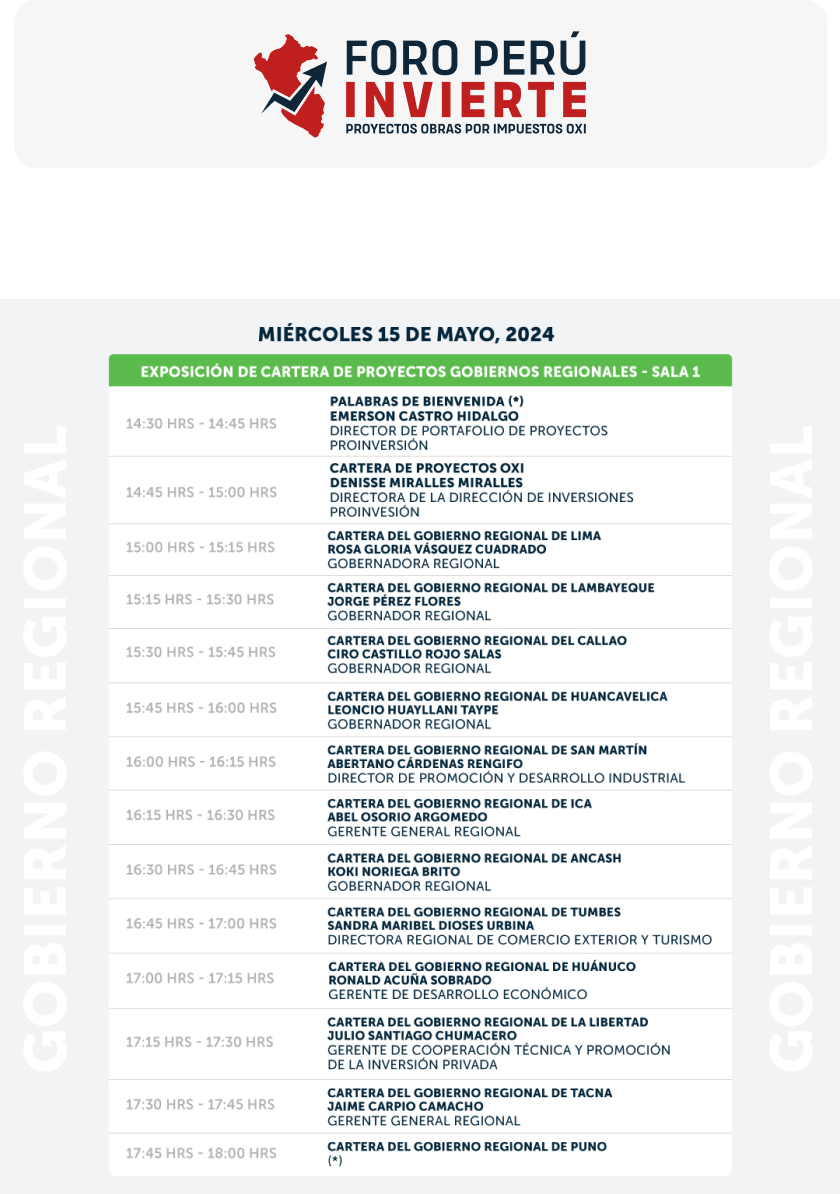 FORO PERÚ
INVIERTE
PROYECTOS OBRAS POR IMPUESTOS OXI
MIÉRCOLES 15 DE MAYO, 2024
EXPOSICIÓN DE CARTERA DE PROYECTOS GOBIERNOS REGIONALES - SALA 1
GOBIERNO REGIONAL
14:30 HRS - 14:45 HRS
PALABRAS DE BIENVENIDA (*)
EMERSON CASTRO HIDALGO
DIRECTOR DE PORTAFOLIO DE PROYECTOS
PROINVERSIÓN
14:45 HRS - 15:00 HRS
CARTERA DE PROYECTOS OXI
DENISSE MIRALLES MIRALLES
DIRECTORA DE LA DIRECCIÓN DE INVERSIONES
PROINVESIÓN
15:00 HRS - 15:15 HRS
CARTERA DEL GOBIERNO REGIONAL DE LIMA
ROSA GLORIA VÁSQUEZ CUADRADO
GOBERNADORA REGIONAL
15:15 HRS - 15:30 HRS
CARTERA DEL GOBIERNO REGIONAL DE LAMBAYEQUE
JORGE PÉREZ FLORES
GOBERNADOR REGIONAL
15:30 HRS - 15:45 HRS
CARTERA DEL GOBIERNO REGIONAL DEL CALLAO
CIRO CASTILLO ROJO SALAS
GOBERNADOR REGIONAL
15:45 HRS - 16:00 HRS
CARTERA DEL GOBIERNO REGIONAL DE HUANCAVELICA
LEONCIO HUAYLLANI TAYPE
GOBERNADOR REGIONAL
16:00 HRS - 16:15 HRS
CARTERA DEL GOBIERNO REGIONAL DE SAN MARTÍN
ABERTANO CÁRDENAS RENGIFO
DIRECTOR DE PROMOCIÓN Y DESARROLLO INDUSTRIAL
16:15 HRS - 16:30 HRS
CARTERA DEL GOBIERNO REGIONAL DE ICA
ABEL OSORIO ARGOMEDO
GERENTE GENERAL REGIONAL
16:30 HRS - 16:45 HRS
CARTERA DEL GOBIERNO REGIONAL DE ANCASH
KOKI NORIEGA BRITO
GOBERNADOR REGIONAL
16:45 HRS - 17:00 HRS
CARTERA DEL GOBIERNO REGIONAL DE TUMBES
SANDRA MARIBEL DIOSES URBINA
DIRECTORA REGIONAL DE COMERCIO EXTERIOR Y TURISMO
17:00 HRS - 17:15 HRS
CARTERA DEL GOBIERNO REGIONAL DE HUÁNUCO
RONALD ACUÑA SOBRADO
GERENTE DE DESARROLLO ECONÓMICO
17:15 HRS - 17:30 HRS
CARTERA DEL GOBIERNO REGIONAL DE LA LIBERTAD
JULIO SANTIAGO CHUMACERO
GERENTE DE COOPERACIÓN TÉCNICA Y PROMOCIÓN
DE LA INVERSIÓN PRIVADA
17:30 HRS - 17:45 HRS
CARTERA DEL GOBIERNO REGIONAL DE TACNA
JAIME CARPIO CAMACHO
GERENTE GENERAL REGIONAL
17:45 HRS - 18:00 HRS
CARTERA DEL GOBIERNO REGIONAL DE PUNO
(*)
GOBIERNO REGIONAL